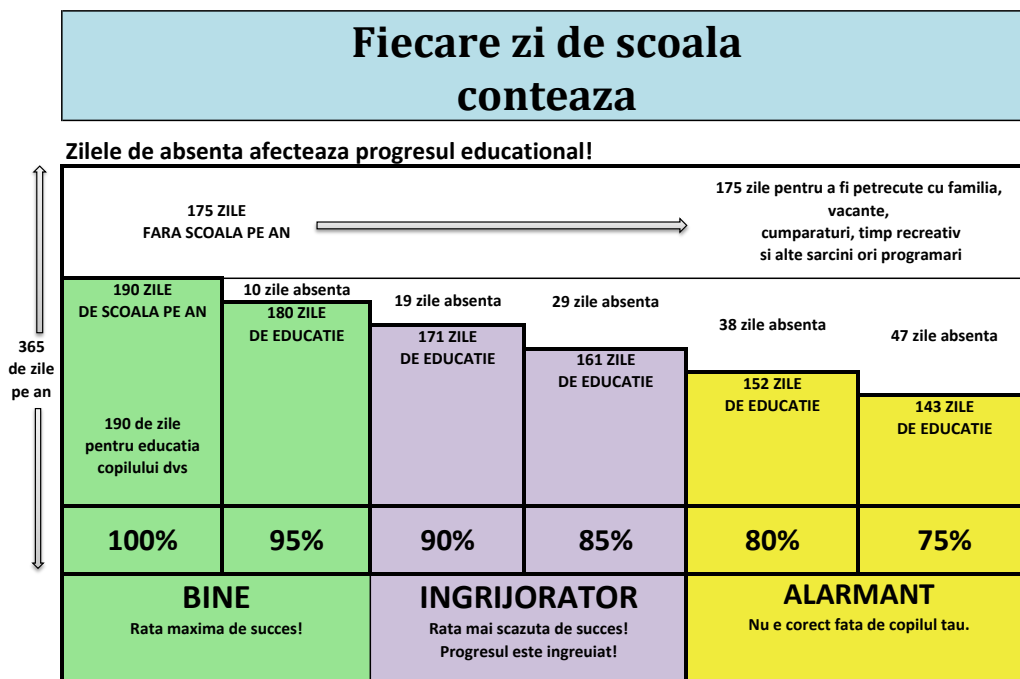 Fiecare zi de scoala
conteaza
Zilele de absenta afecteaza progresul educational!
175 ZILE
FARA SCOALA PE AN
175 zile pentru a fi petrecute cu familia,
vacante,
cumparaturi, timp recreativ
si alte sarcini ori programari
365
de zile
pe an
190 ZILE
DE SCOALA PE AN
190 de zile
pentru educatia
copilului dvs
10 zile absenta
180 ZILE
DE EDUCATIE
19 zile absenta
171 ZILE
DE EDUCATIE
29 zile absenta
161 ZILE
DE EDUCATIE
38 zile absenta
152 ZILE
DE EDUCATIE
47 zile absenta
143 ZILE
DE EDUCATIE
100%
95%
90%
85%
80%
75%
BINE
Rata maxima de succes!
INGRIJORATOR
Rata mai scazuta de succes!
Progresul este ingreuiat!
ALARMANT
Nu e corect fata de copilul tau.